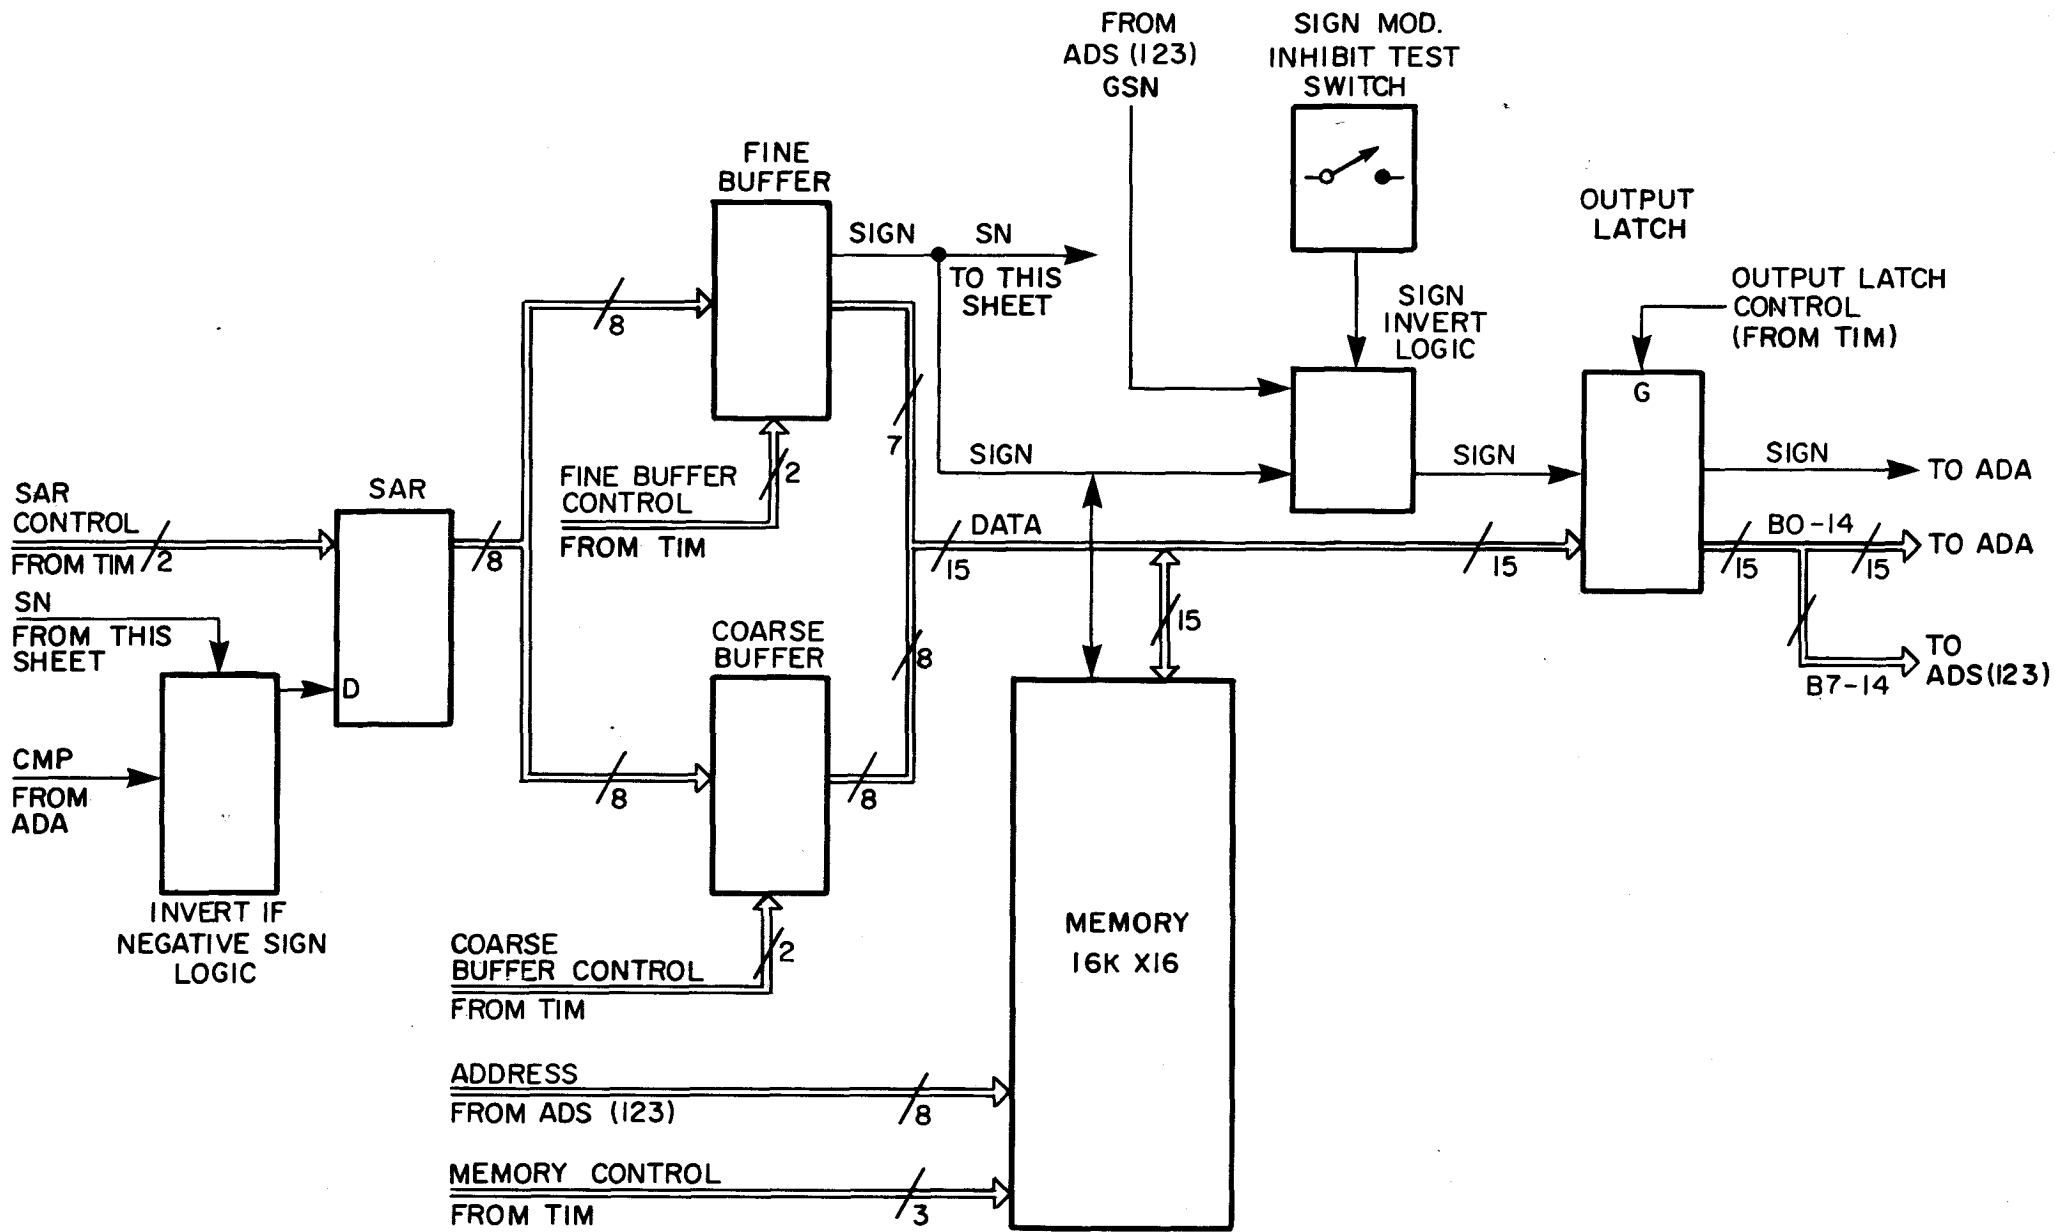 FROM
ADS (123)
GSN
SIGN MOD.
INHIBIT TEST
SWITCH
FINE
BUFFER
OUTPUT
LATCH
SIGN
SN
TO THIS
SHEET
SIGN
INVERT
LOGIC
OUTPUT LATCH
CONTROL
(FROM TIM)
8
7
G
SIGN
SIGN
SIGN
TO ADA
FINE BUFFER
CONTROL
FROM TIM
2
SAR
CONTROL
FROM TIM
2
SAR
8
DATA
15
15
B0-14
15
15
TO ADA
SN
FROM THIS
SHEET
D
COARSE
BUFFER
8
15
TO
ADS(123)
B7-14
CMP
FROM
ADA
8
8
INVERT IF
NEGATIVE SIGN
LOGIC
COARSE
BUFFER CONTROL
FROM TIM
2
MEMORY
16K X16
ADDRESS
FROM ADS (123)
8
MEMORY CONTROL
FROM TIM
3